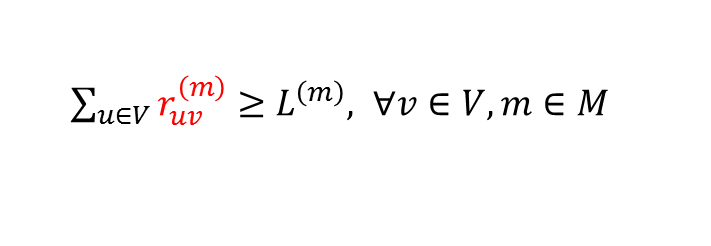 ∑_{u∈V} r_{uv}^{(m)} ≥ L^{(m)}, ∀v ∈ V, m ∈ M